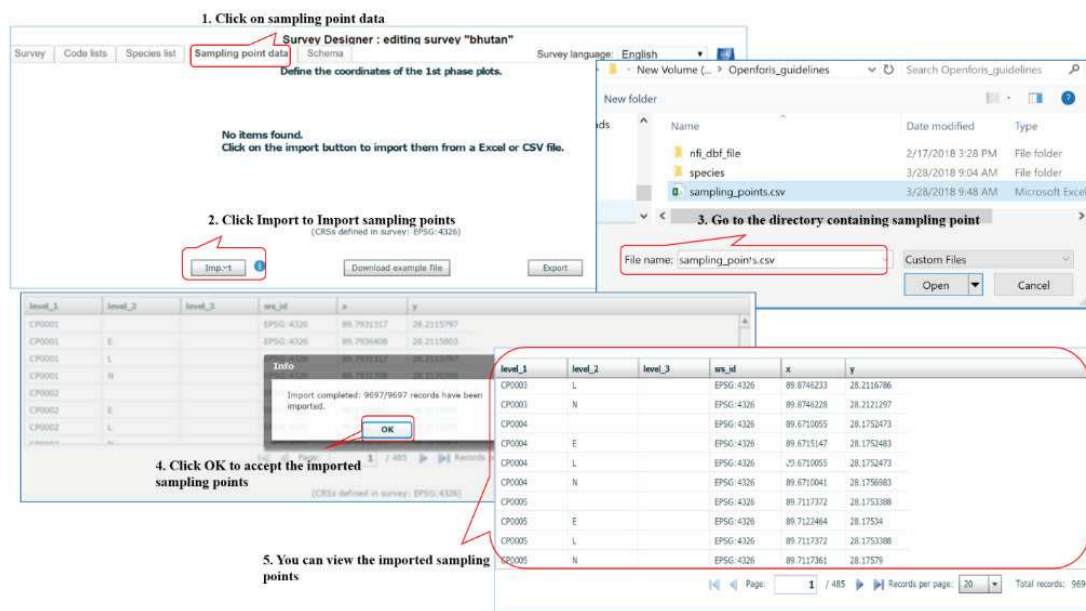 1. Click on sampling point data
Survey Designer : editing survey "bhutan"
Survey Code lists Species list Sampling point data Schema Survey language: English
Define the coordinates of the 1st phase plots.
No items found.
Click on the import button to import them from a Excel or CSV file.
2. Click Import to Import sampling points
(CRSs defined in survey: EPSG:4326)
Import Download example file Export
New Volume (... > Openforis_guidelines Search Openforis_gu
New folder
Name Date modified Type
nfi_dbf_file 2/17/2018 3:28 PM File folder
species 3/28/2018 9:04 AM File folder
sampling_points.csv 3/28/2018 9:48 AM Microsoft Excel
3. Go to the directory containing sampling point
File name: sampling_points.csv Custom Files
Open Cancel
level_1 level_2 level_3 srs_id x y
CP0001 EPSG:4326 89.7931317 28.2115797
CP0001 E EPSG:4326 89.7936408 28.2115803
CP0001 L
CP0001 N
CP0002
CP0002 E
CP0002 L
Info
Import completed: 9697/9697 records have been
imported.
OK
Page: 1 / 485 Records
[CRSs defined in survey: EPSG:4326]
4. Click OK to accept the imported
sampling points
level_1 level_2 level_3 srs_id x y
CP0003 L EPSG:4326 89.8746233 28.2116786
CP0003 N EPSG:4326 89.8746228 28.2121297
CP0004 EPSG:4326 89.6710055 28.1752473
CP0004 E EPSG:4326 89.6715147 28.1752483
CP0004 L EPSG:4326 89.6710055 28.1752473
CP0004 N EPSG:4326 89.6710041 28.1756983
CP0005 EPSG:4326 89.7117372 28.1753388
CP0005 E EPSG:4326 89.7122464 28.17534
CP0005 L EPSG:4326 89.7117372 28.1753388
CP0005 N EPSG:4326 89.7117361 28.17579
5. You can view the imported sampling
points
Page: 1 / 485 Records per page: 20 Total records: 969